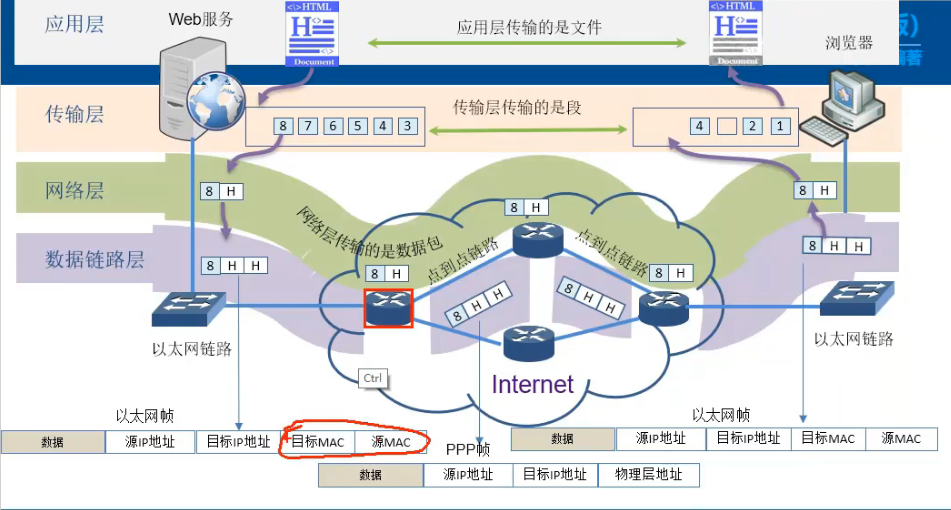 应用层
Web服务
<\>HTML
H
Document
应用层传输的是文件
<\>HTML
H
Document
浏览器
版)
编著
传输层
8 7 6 5 4 3
传输层传输的是段
4 2 1
网络层
8 H
8 H
8 H
网络层传输的是数据包
点到点链路
点到点链路
数据链路层
8 H H
8 H
8 H
8 H H
8 H H
8 H H
以太网链路
以太网链路
Ctrl
Internet
以太网帧
以太网帧
数据 源IP地址 目标IP地址 目标MAC 源MAC
数据 源IP地址 目标IP地址 目标MAC 源MAC
PPP帧
数据 源IP地址 目标IP地址 物理层地址